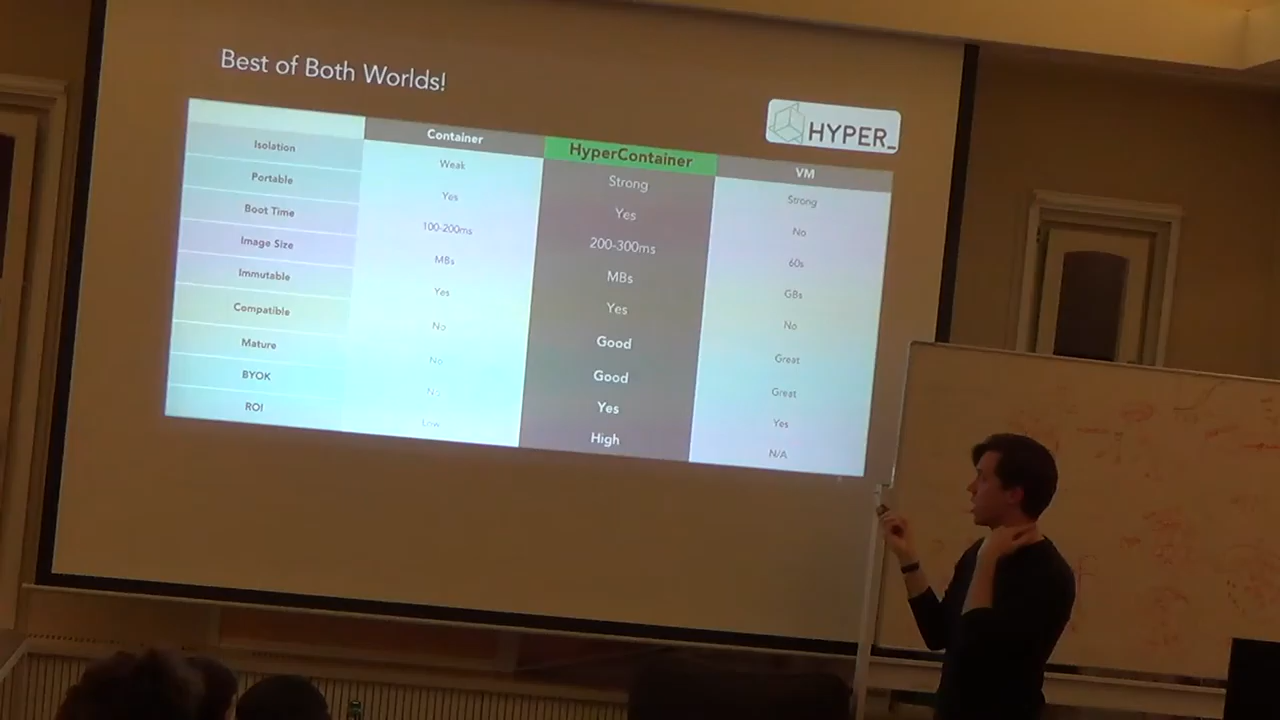 Best of Both Worlds!
HYPER_
Container HyperContainer VM
Isolation Weak Strong Strong
Portable Yes Yes No
Boot Time 100-200ms 200-300ms 60s
Image Size MBs MBs GBs
Immutable Yes Yes No
Compatible No Good Great
Mature No Good Great
BYOK No Yes Yes
ROI Low High N/A